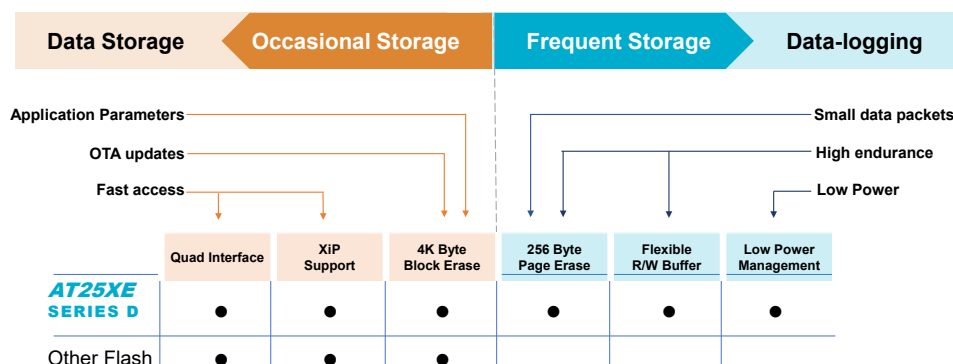 Data Storage
Occasional Storage
Frequent Storage
Data-logging
Application Parameters
Small data packets
OTA updates
High endurance
Fast access
Low Power
Quad Interface
XiP
Support
4K Byte
Block Erase
256 Byte
Page Erase
Flexible
R/W Buffer
Low Power
Management
AT25XE
SERIES D
Other Flash